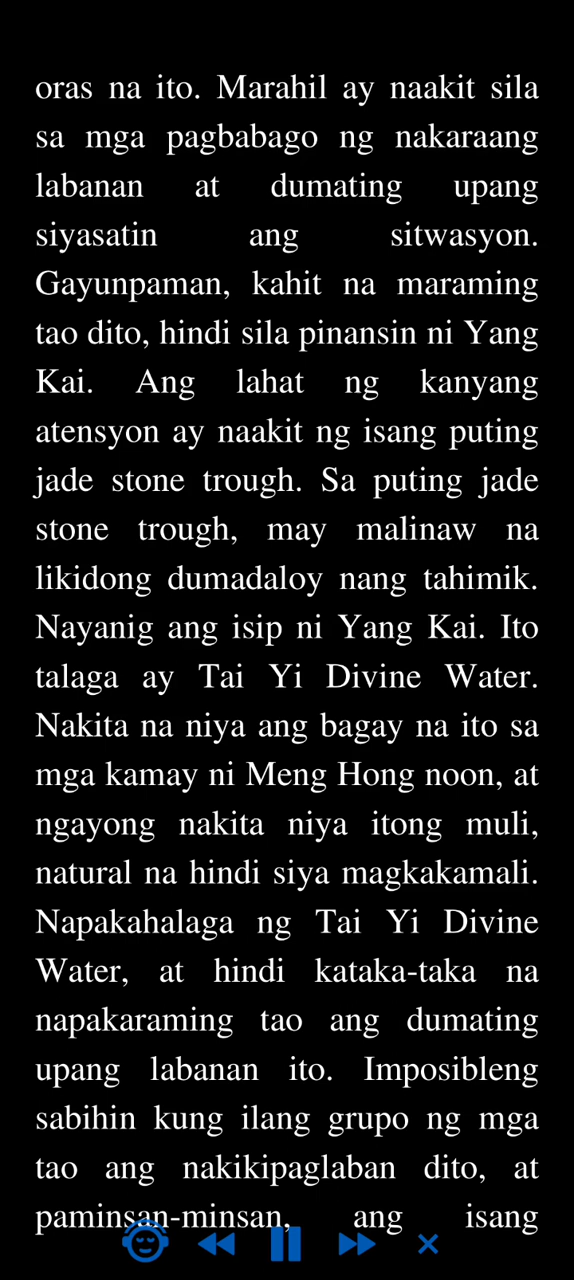 oras na ito. Marahil ay naakit sila
sa mga pagbabago ng nakaraang
labanan at dumating upang
siyasatin ang sitwasyon.
Gayunpaman, kahit na maraming
tao dito, hindi sila pinansin ni Yang
Kai. Ang lahat ng kanyang
atensyon ay naakit ng isang puting
jade stone trough. Sa puting jade
stone trough, may malinaw na
likidong dumadaloy nang tahimik.
Nayanig ang isip ni Yang Kai. Ito
talaga ay Tai Yi Divine Water.
Nakita na niya ang bagay na ito sa
mga kamay ni Meng Hong noon, at
ngayong nakita niya itong muli,
natural na hindi siya magkakamali.
Napakahalaga ng Tai Yi Divine
Water, at hindi kataka-taka na
napakaraming tao ang dumating
upang labanan ito. Imposibleng
sabihin kung ilang grupo ng mga
tao ang nakikipaglaban dito, at
paminsan-minsan, ang isang